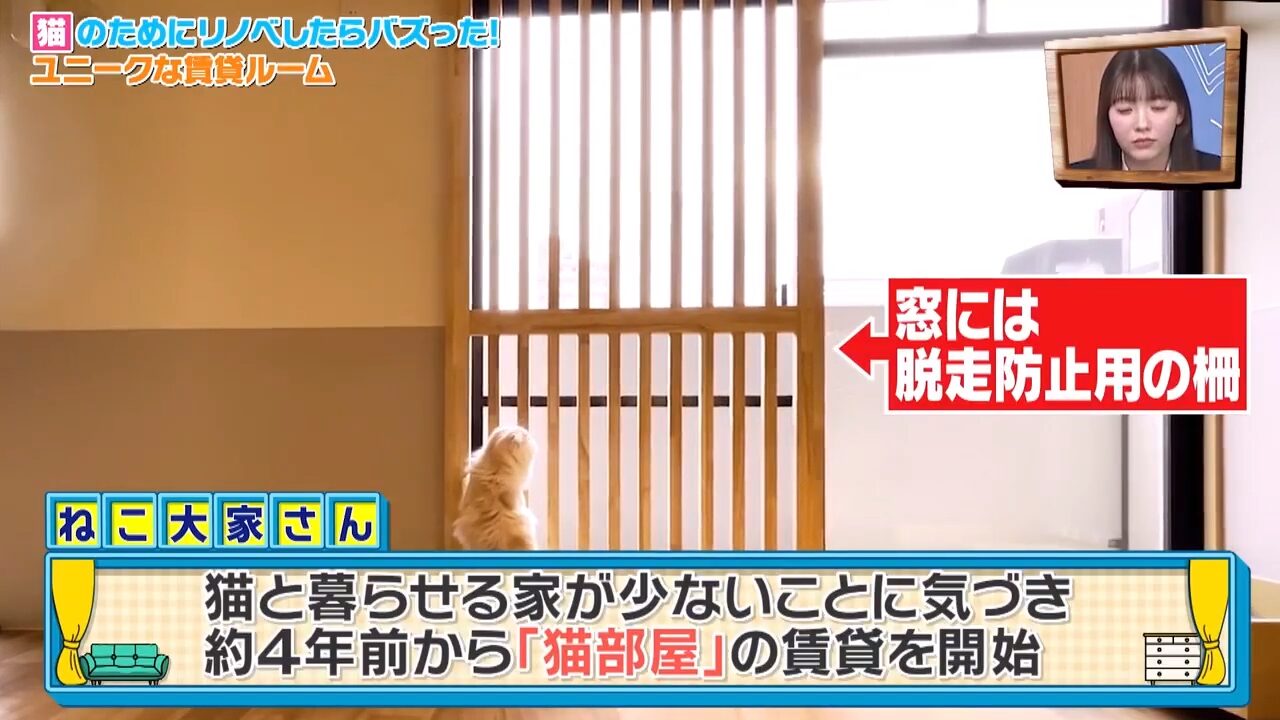 猫のためにリノベしたらバズった!
ユニークな賃貸ルーム
窓には
脱走防止用の柵
ねこ大家さん
猫と暮らせる家が少ないことに気づき
約4年前から「猫部屋」の賃貸を開始